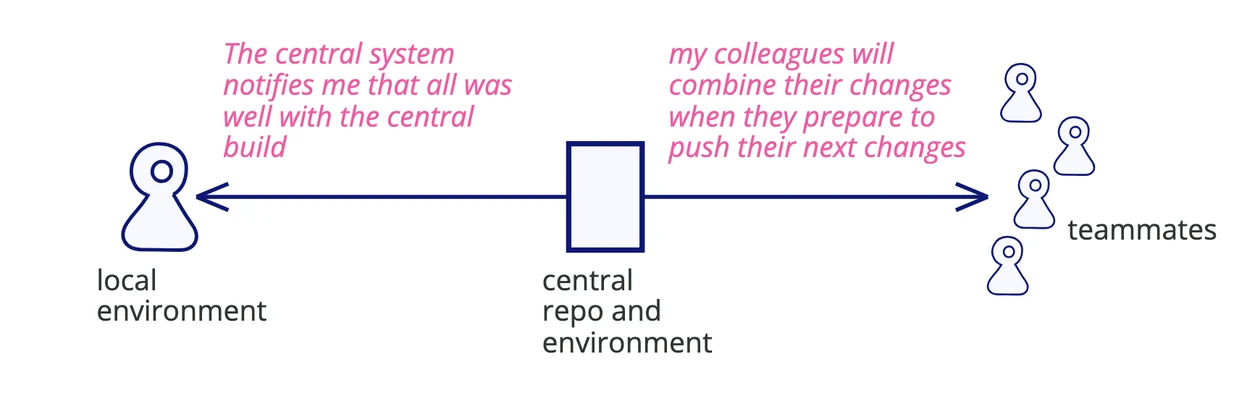 The central system
notifies me that all was
well with the central
build
my colleagues will
combine their changes
when they prepare to
push their next changes
teammates
local
environment
central
repo and
environment